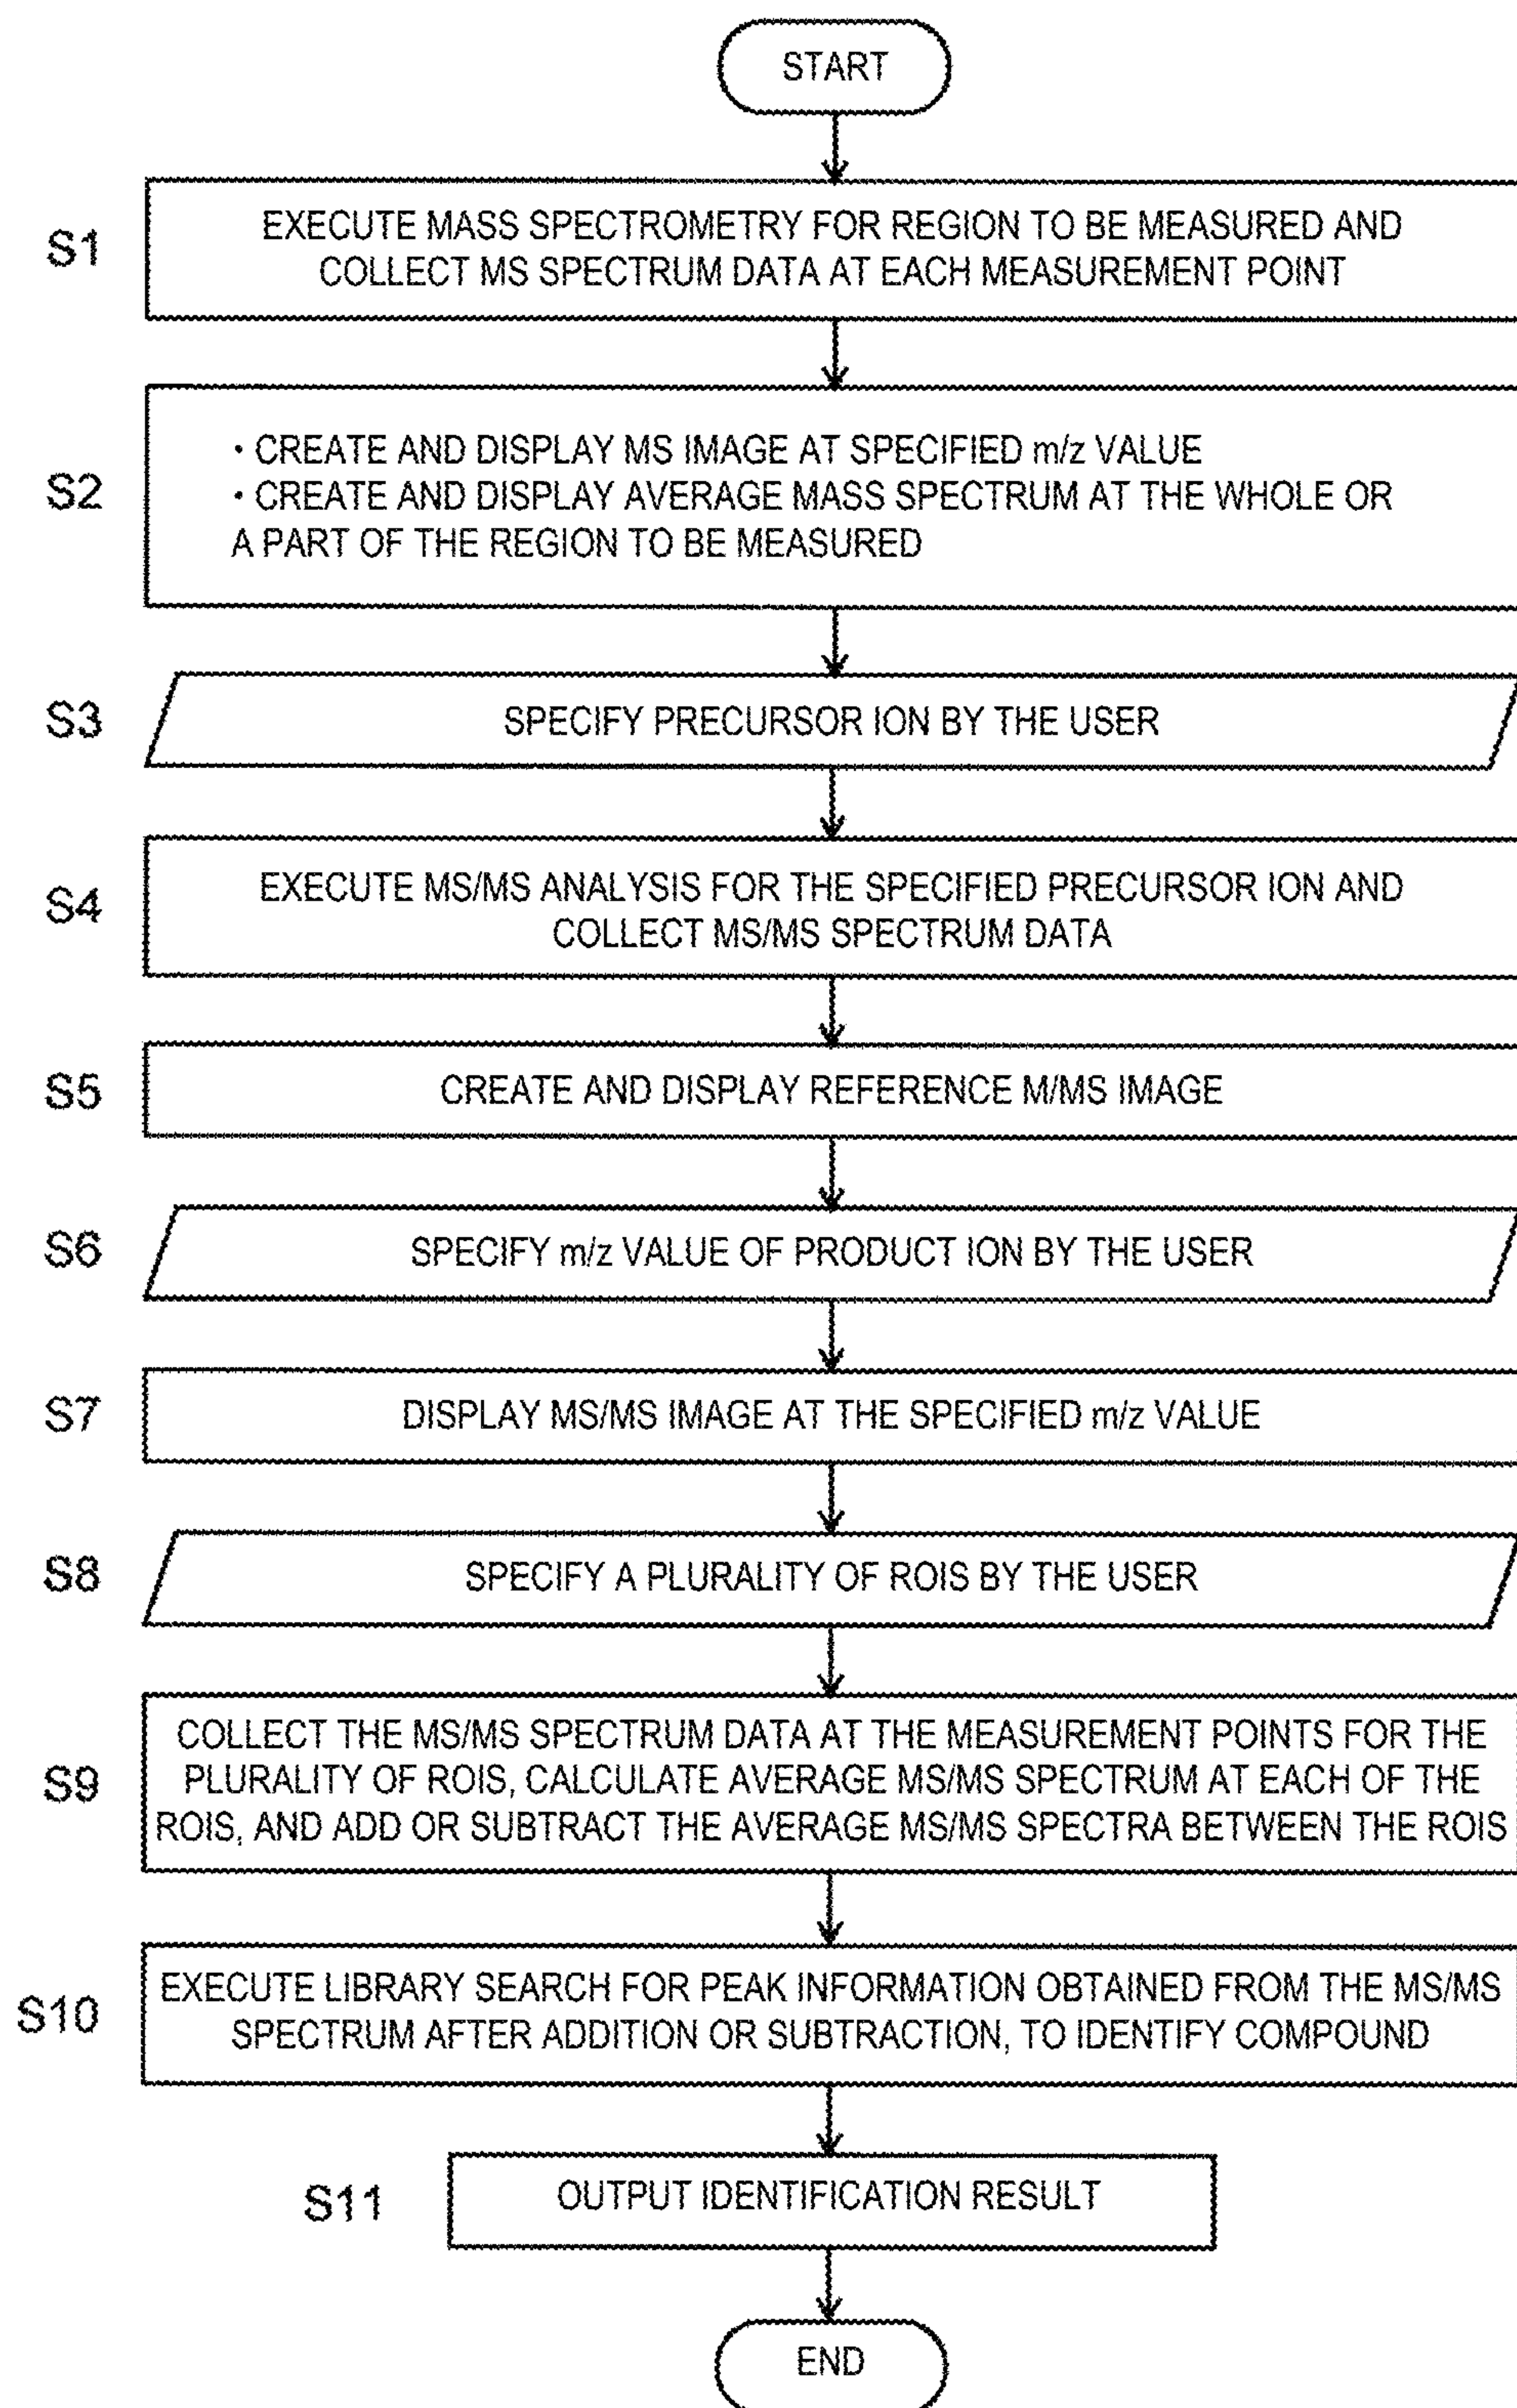 START
S1
EXECUTE MASS SPECTROMETRY FOR REGION TO BE MEASURED AND
COLLECT MS SPECTRUM DATA AT EACH MEASUREMENT POINT
S2
・CREATE AND DISPLAY MS IMAGE AT SPECIFIED m/z VALUE
・CREATE AND DISPLAY AVERAGE MASS SPECTRUM AT THE WHOLE OR
A PART OF THE REGION TO BE MEASURED
S3
SPECIFY PRECURSOR ION BY THE USER
S4
EXECUTE MS/MS ANALYSIS FOR THE SPECIFIED PRECURSOR ION AND
COLLECT MS/MS SPECTRUM DATA
S5
CREATE AND DISPLAY REFERENCE M/MS IMAGE
S6
SPECIFY m/z VALUE OF PRODUCT ION BY THE USER
S7
DISPLAY MS/MS IMAGE AT THE SPECIFIED m/z VALUE
S8
SPECIFY A PLURALITY OF ROIS BY THE USER
S9
COLLECT THE MS/MS SPECTRUM DATA AT THE MEASUREMENT POINTS FOR THE
PLURALITY OF ROIS, CALCULATE AVERAGE MS/MS SPECTRUM AT EACH OF THE
ROIS, AND ADD OR SUBTRACT THE AVERAGE MS/MS SPECTRA BETWEEN THE ROIS
S10
EXECUTE LIBRARY SEARCH FOR PEAK INFORMATION OBTAINED FROM THE MS/MS
SPECTRUM AFTER ADDITION OR SUBTRACTION, TO IDENTIFY COMPOUND
S11
OUTPUT IDENTIFICATION RESULT
END